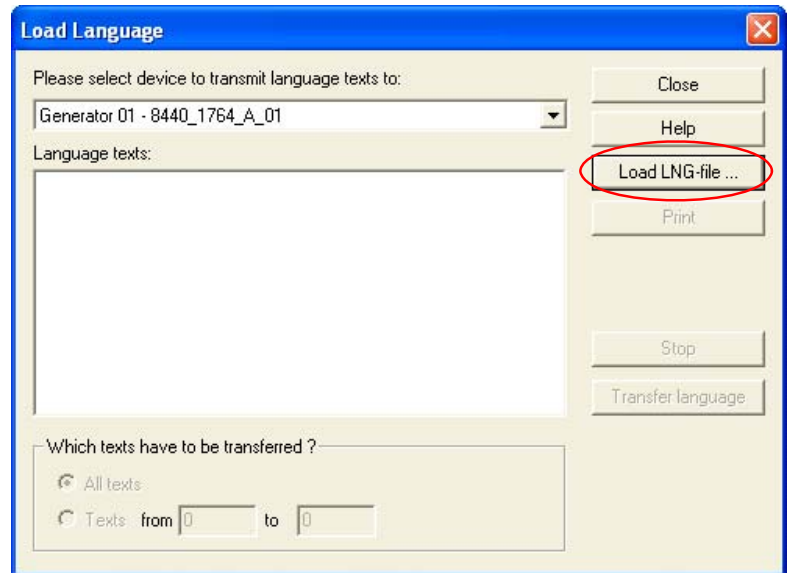 Load Language
Please select device to transmit language texts to:
Generator 01 - 8440_1764_A_01
Language texts:
Close
Help
Load LNG-file ...
Print
Stop
Transfer language
Which texts have to be transferred ?
All texts
Texts from 0 to 0